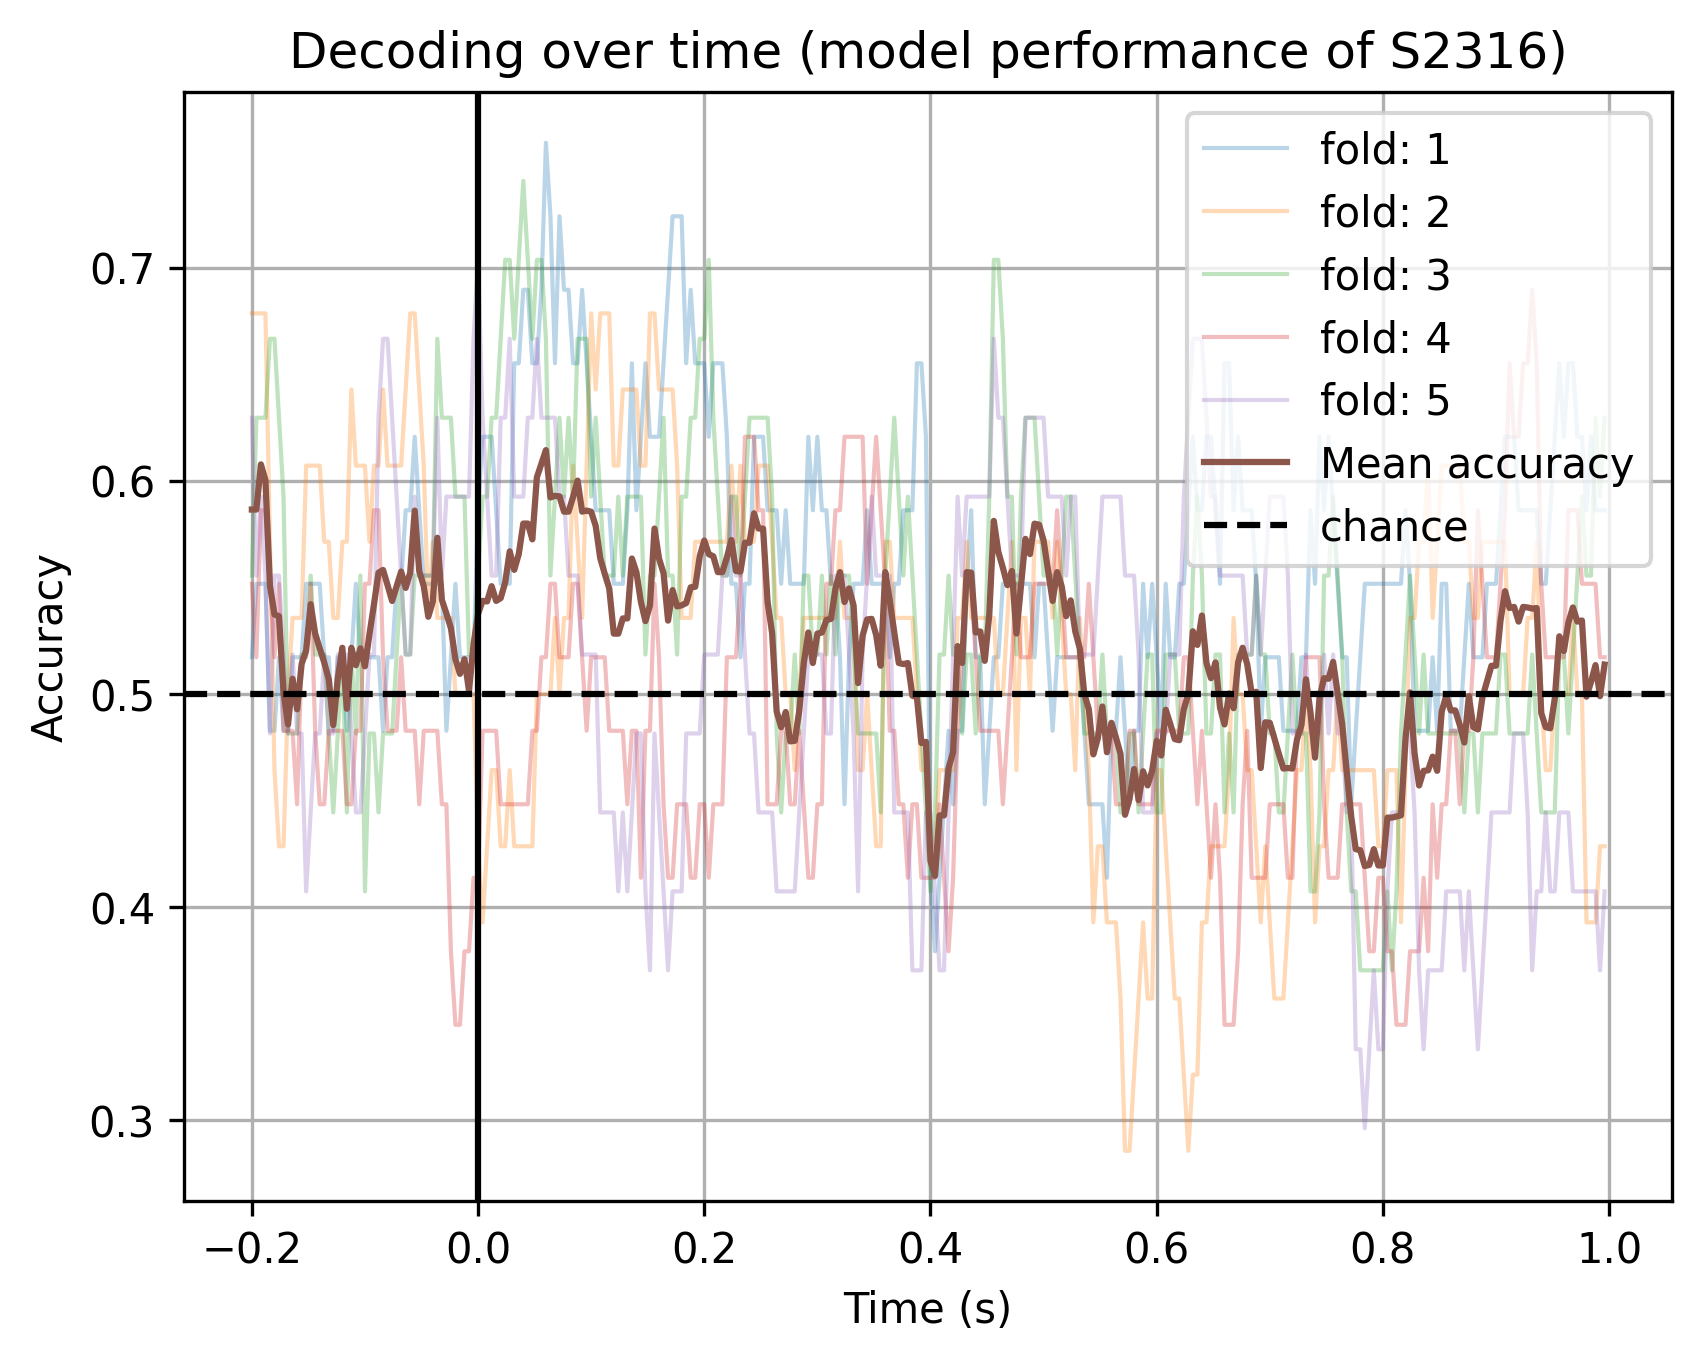 Decoding over time (model performance of S2316)
fold: 1
fold: 2
fold: 3
fold: 4
fold: 5
Mean accuracy
chance
Accuracy
0.7
0.6
0.5
0.4
0.3
−0.2 0.0 0.2 0.4 0.6 0.8 1.0
Time (s)